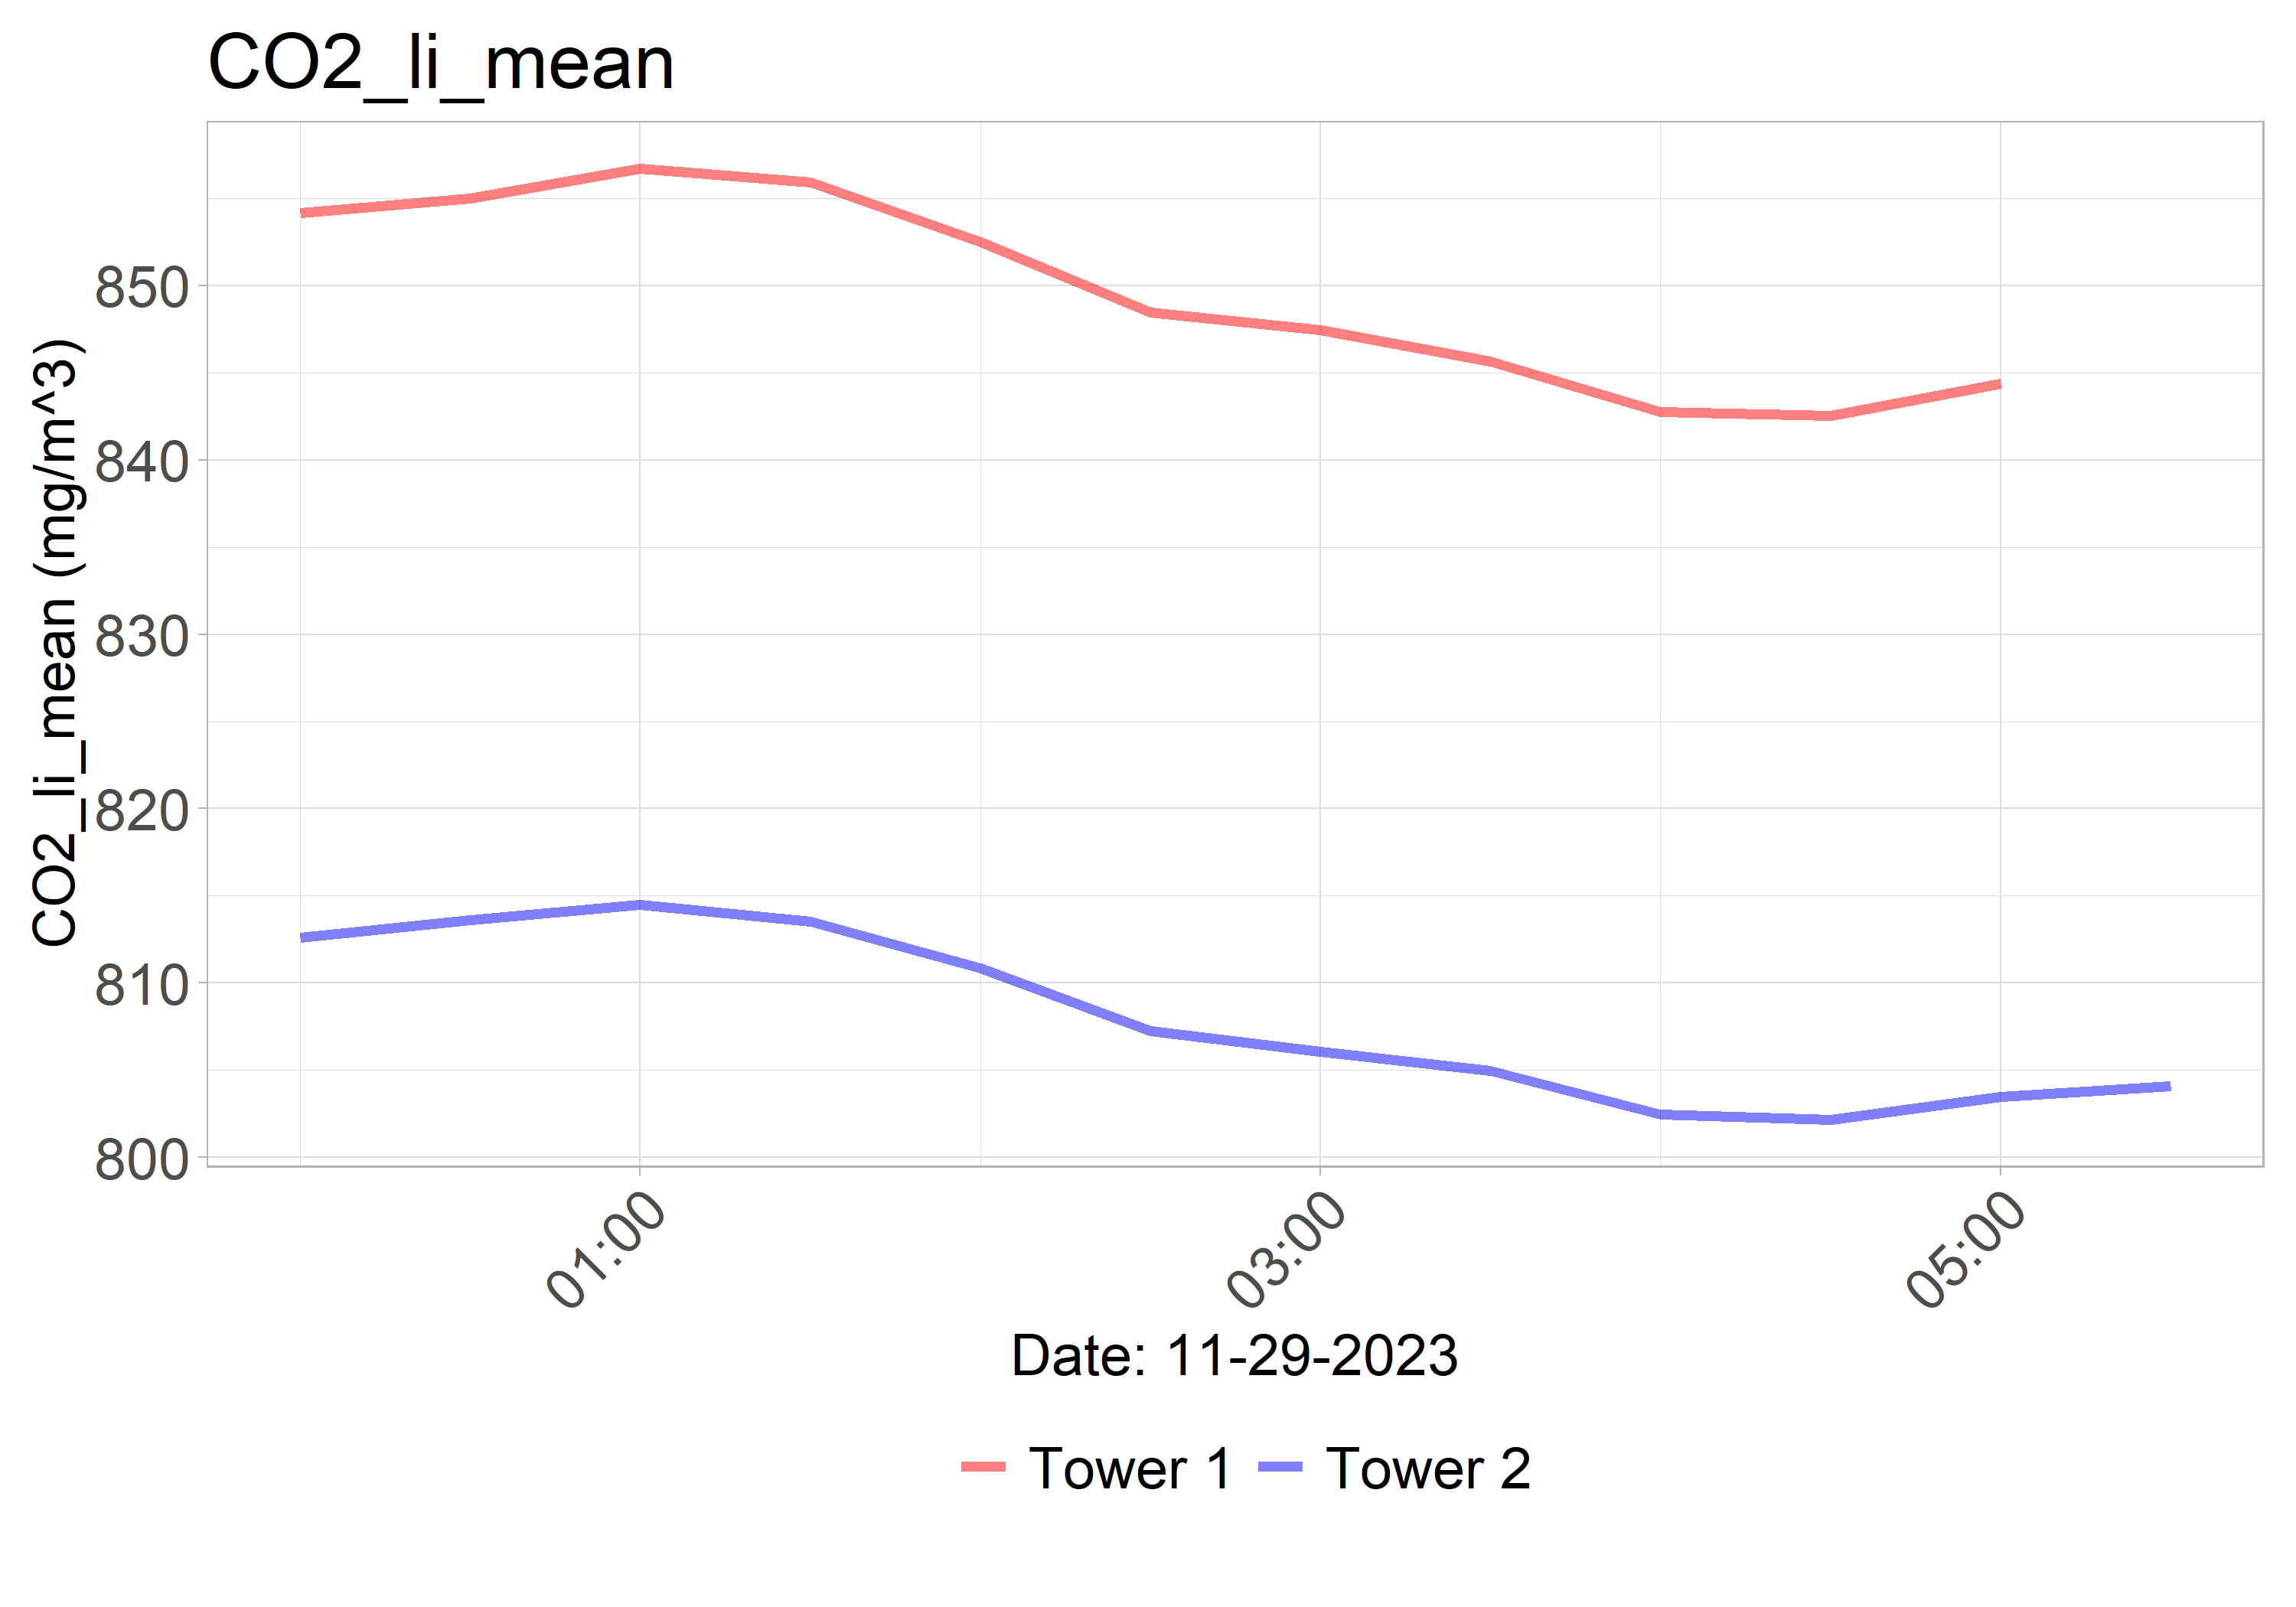 CO2_li_mean
CO2_li_mean (mg/m^3)
850
840
830
820
810
800
01:00
03:00
05:00
Date: 11-29-2023
Tower 1
Tower 2